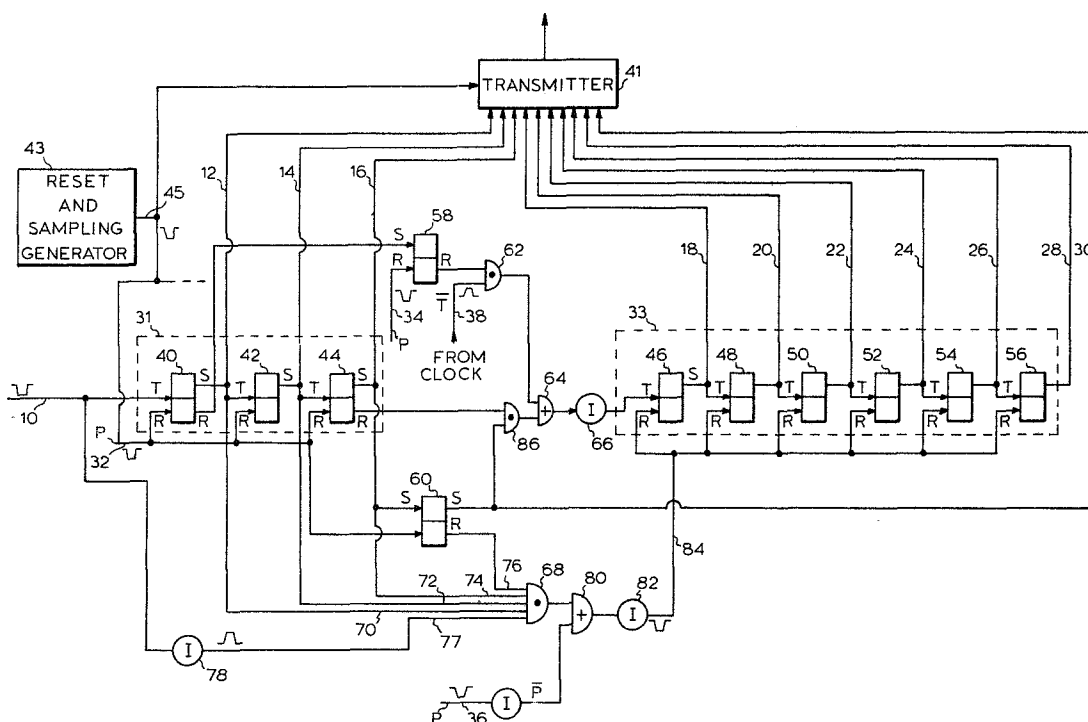 TRANSMITTER
41
43
RESET
AND
SAMPLING
GENERATOR
45
12
14
16
58
S
R
R
62
T
34
P
38
FROM
CLOCK
18
20
22
24
26
28
30
31
40
42
44
T
S
R
R
T
S
R
T
S
R
R
10
P
32
33
46
48
50
52
54
56
T
S
R
T
R
T
R
T
R
T
R
T
R
64
+
I
66
86
60
S
S
R
76
68
80
82
72
74
+
I
70
77
84
I
78
P
36
I
P